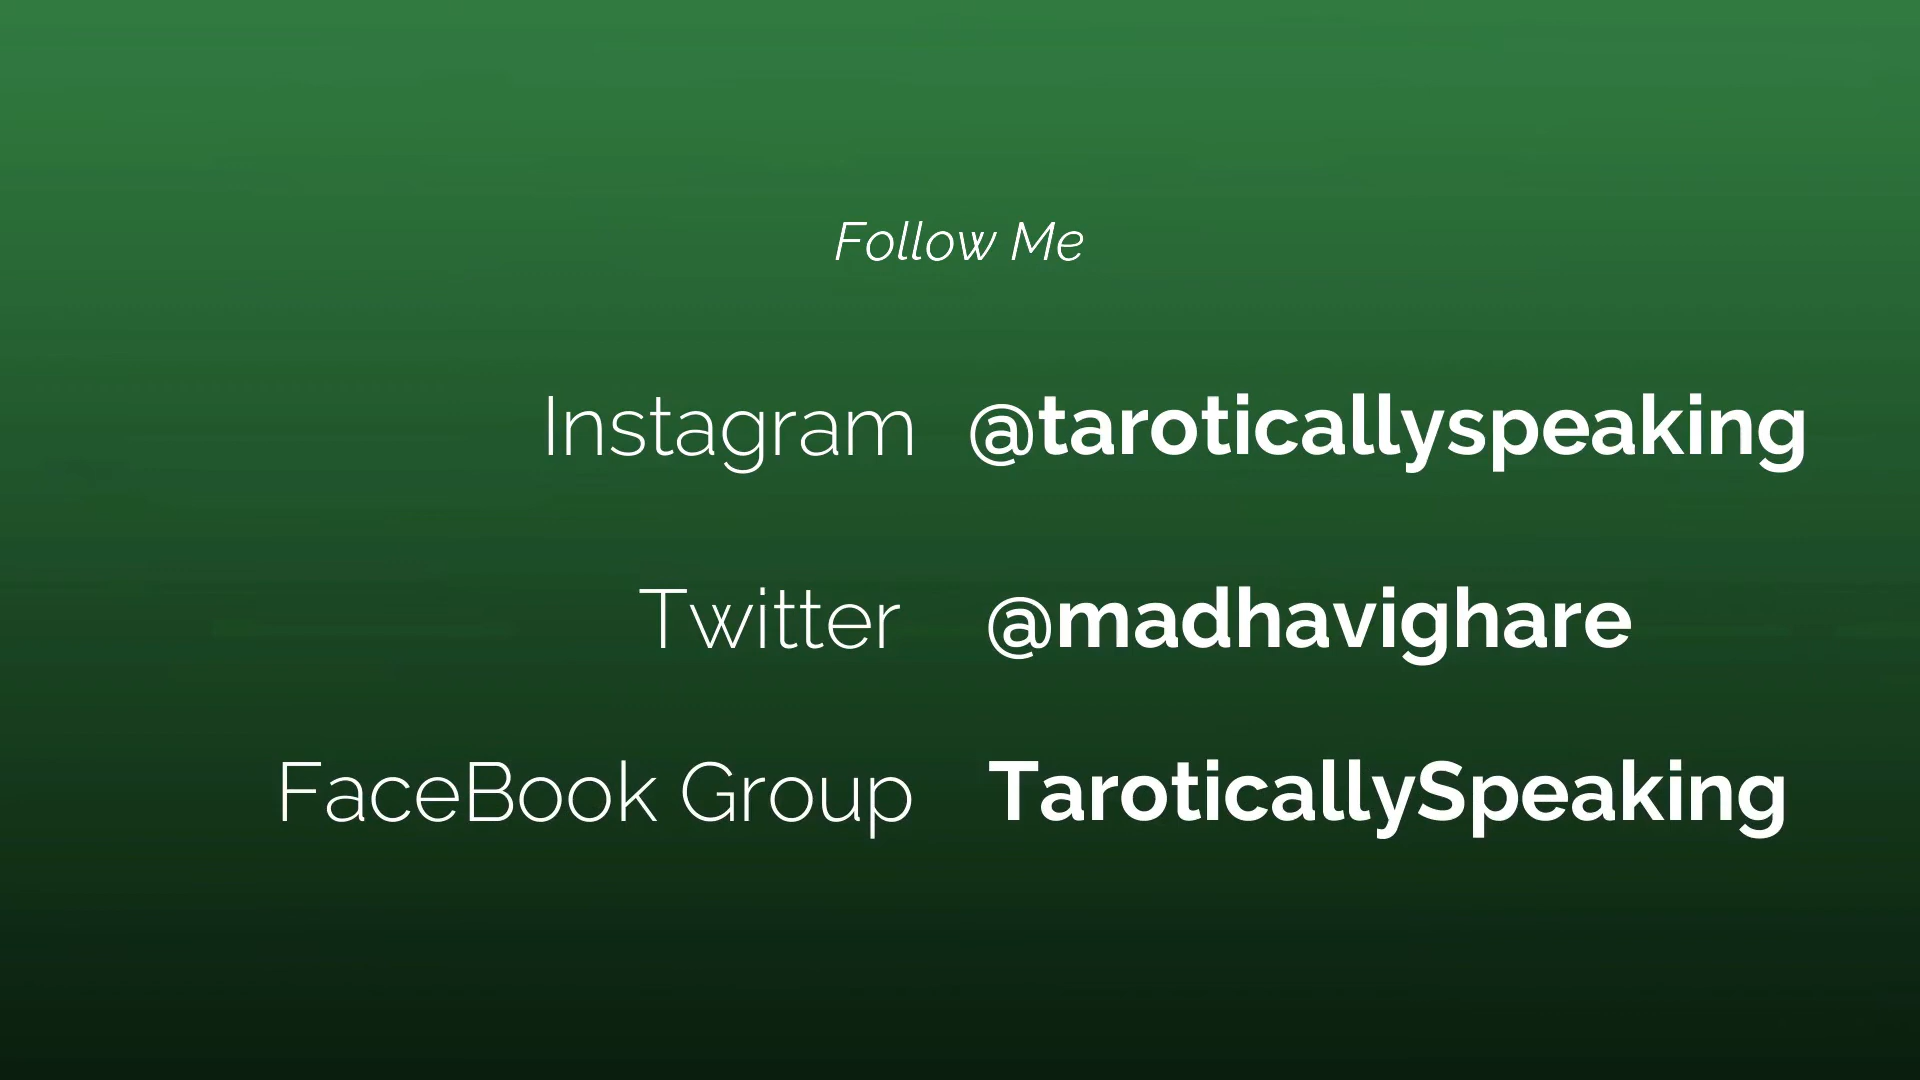 Follow Me
Instagram @taroticallyspeaking
Twitter @madhavighare
FaceBook Group TaroticallySpeaking